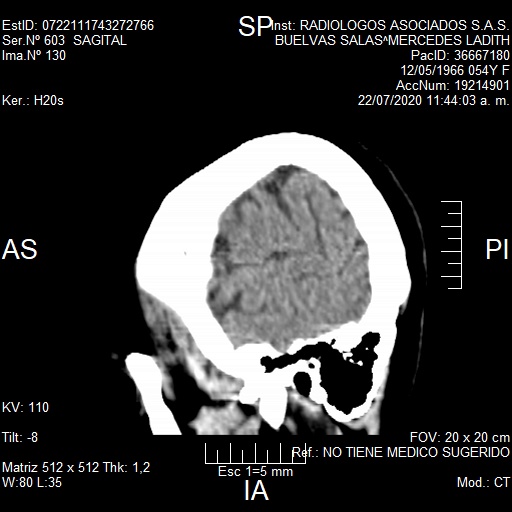 EstID: 0722111743272766
Ser.Nº 603 SAGITAL
Ima.Nº 130
Ker.: H20s
SP
Inst: RADIOLOGOS ASOCIADOS S.A.S.
BUELVAS SALAS^MERCEDES LADITH
PacID: 36667180
12/05/1966 054Y F
AccNum: 19214901
22/07/2020 11:44:03 a. m.
AS
PI
KV: 110
Tilt: -8
Matriz 512 x 512 Thk: 1,2
W:80 L:35
Esc 1=5 mm
IA
FOV: 20 x 20 cm
Ref.: NO TIENE MEDICO SUGERIDO
Mod.: CT